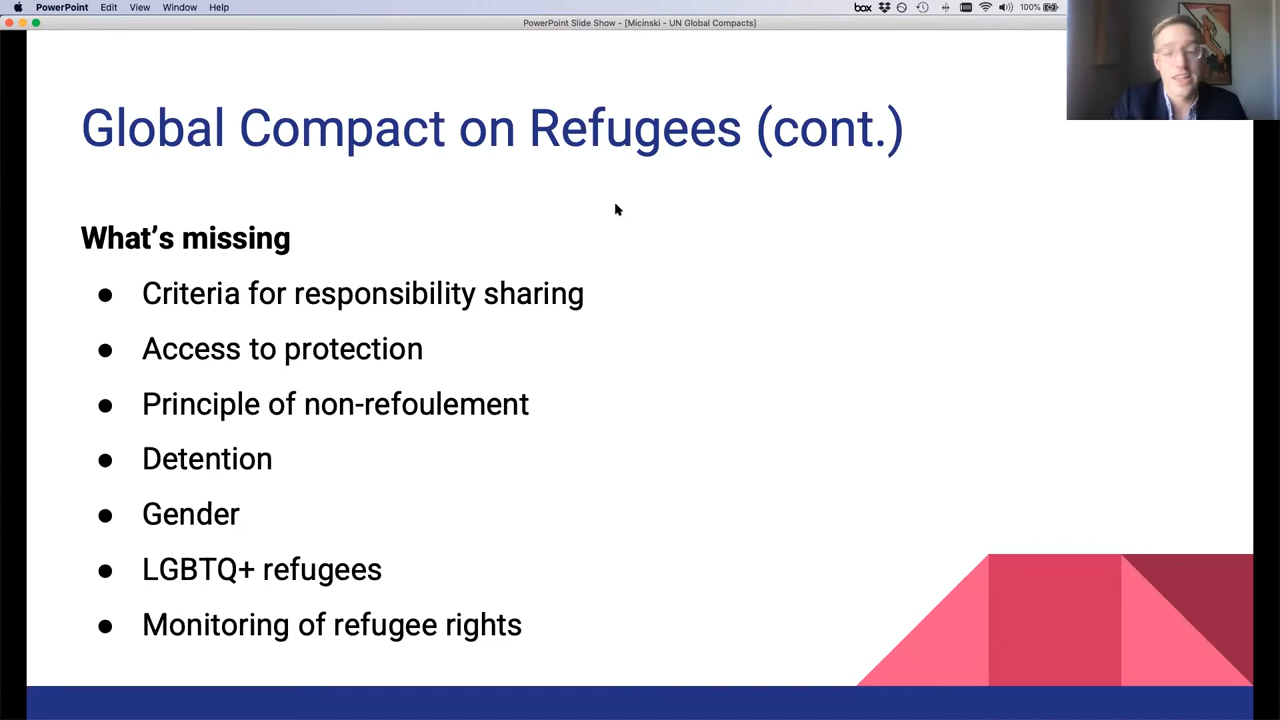 PowerPoint Edit View Window Help
box 100%
PowerPoint Slide Show - [Micinski - UN Global Compacts]
Global Compact on Refugees (cont.)
What's missing
● Criteria for responsibility sharing
● Access to protection
● Principle of non-refoulement
● Detention
● Gender
● LGBTQ+ refugees
● Monitoring of refugee rights